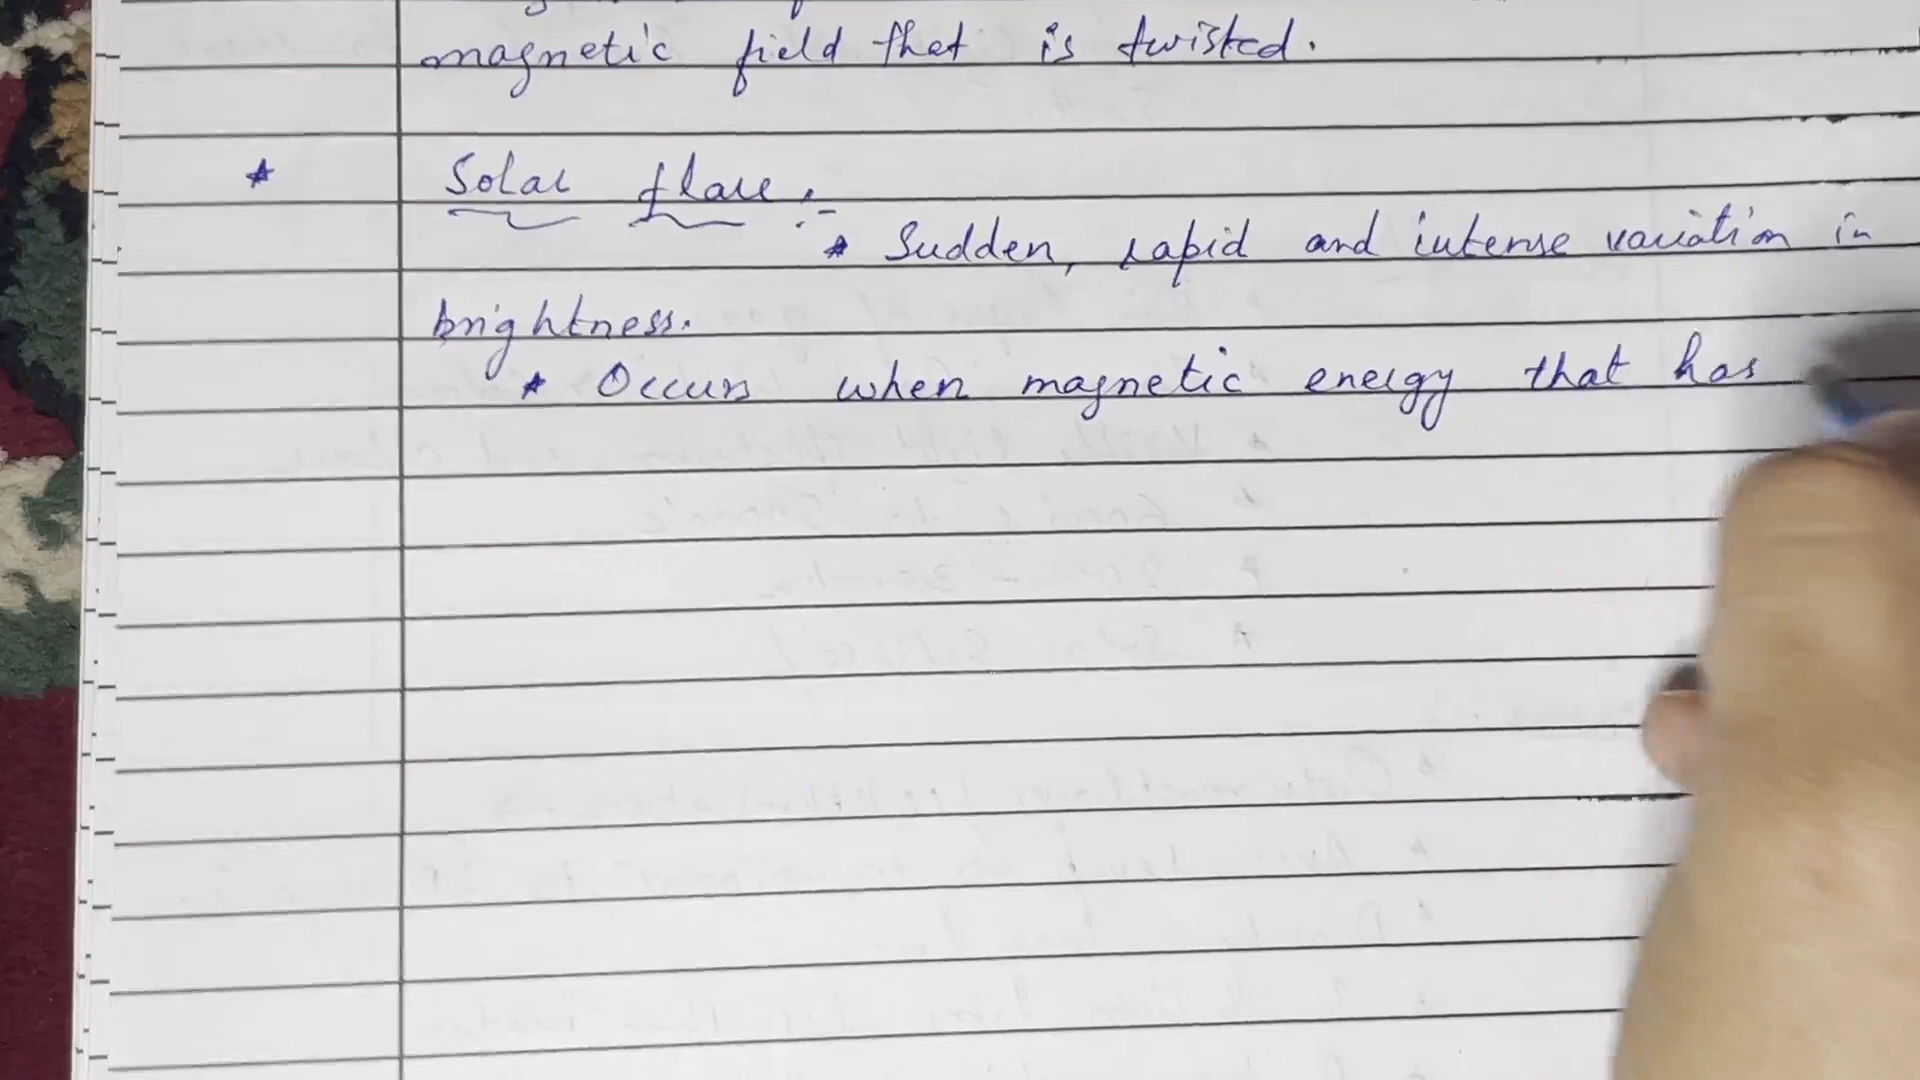 magnetic field that is twisted.
* Solar flare :-
* Sudden, rapid and intense variation in
brightness.
* Occurs when magnetic energy that has